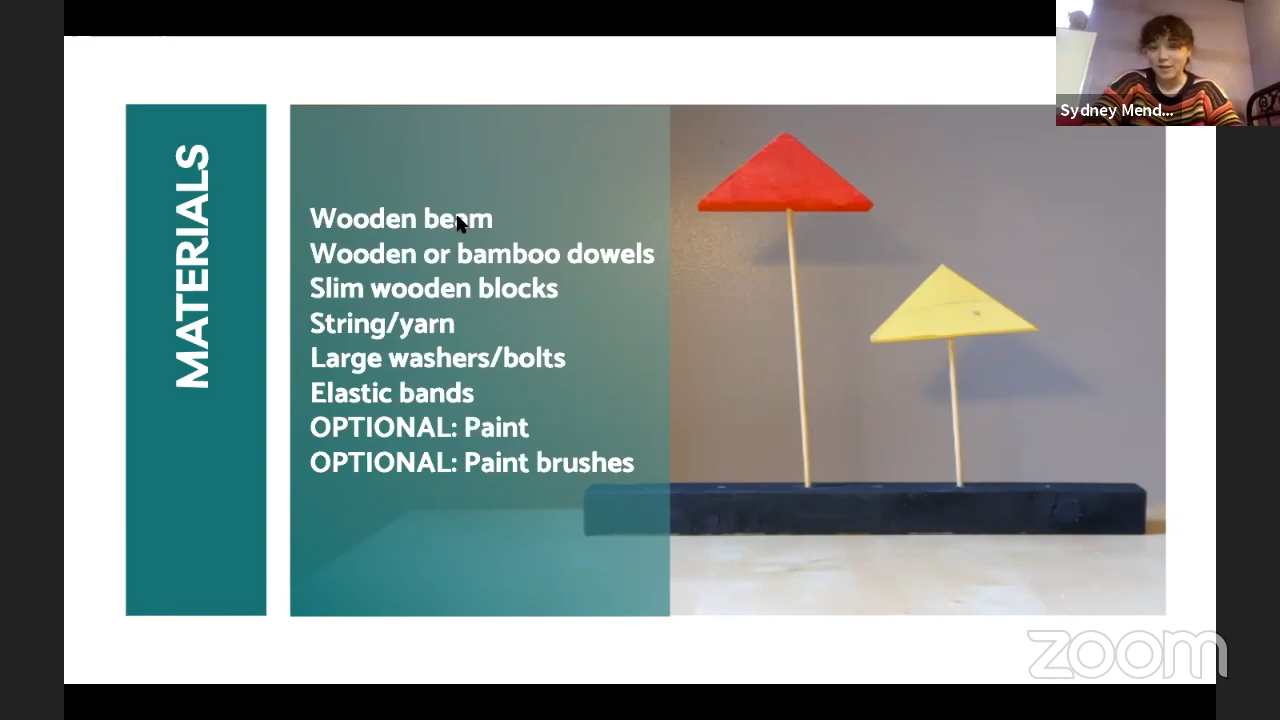 MATERIALS
Wooden beam
Wooden or bamboo dowels
Slim wooden blocks
String/yarn
Large washers/bolts
Elastic bands
OPTIONAL: Paint
OPTIONAL: Paint brushes
Sydney Mend...
zoom